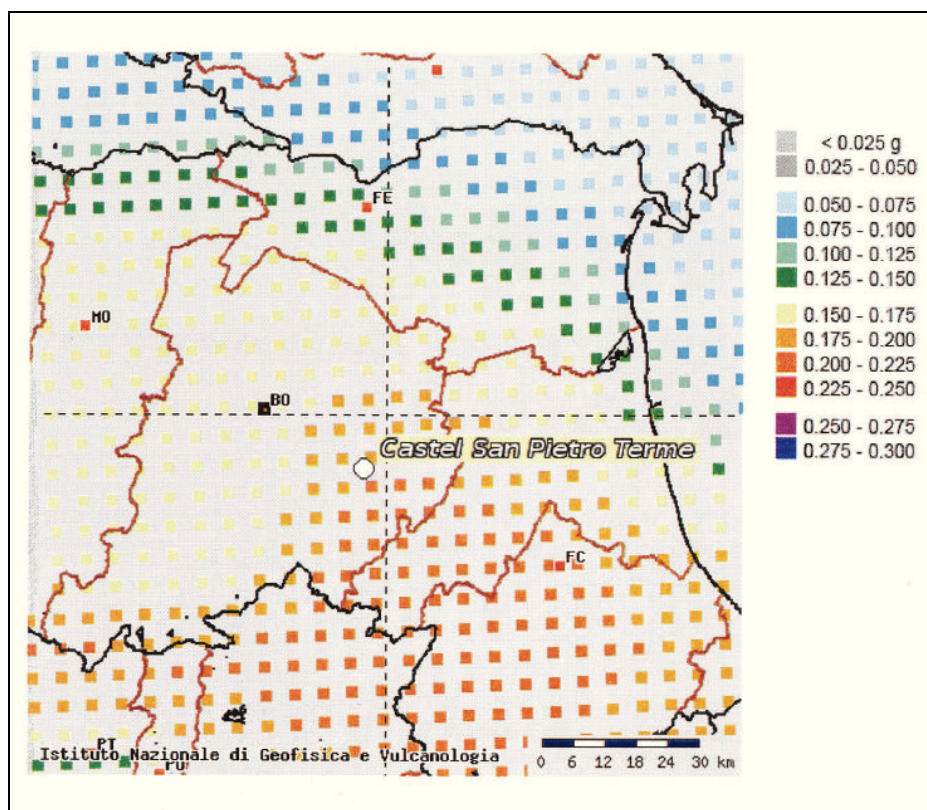 FE
MO
BO
Castel San Pietro Terme
FC
PT
PO
Istituto Nazionale di Geofisica e Vulcanologia
0 6 12 18 24 30 km
< 0.025 g
0.025 - 0.050
0.050 - 0.075
0.075 - 0.100
0.100 - 0.125
0.125 - 0.150
0.150 - 0.175
0.175 - 0.200
0.200 - 0.225
0.225 - 0.250
0.250 - 0.275
0.275 - 0.300